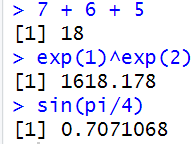 > 7 + 6 + 5
[1] 18
> exp(1)^exp(2)
[1] 1618.178
> sin(pi/4)
[1] 0.7071068